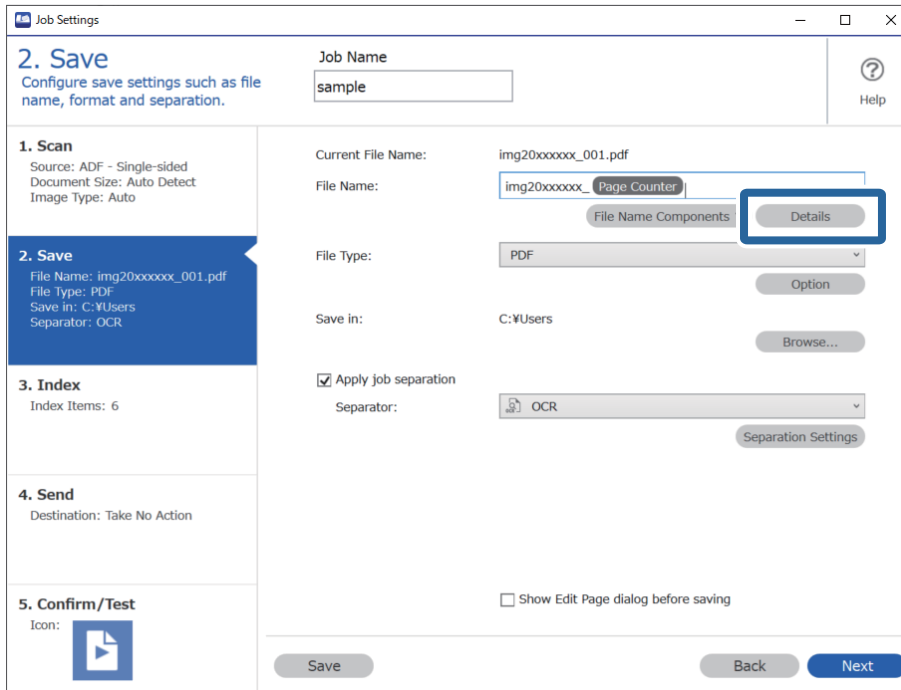 Job Settings
2. Save
Configure save settings such as file
name, format and separation.
Job Name
sample
Help
1. Scan
Source: ADF - Single-sided
Document Size: Auto Detect
Image Type: Auto
2. Save
File Name: img20xxxxxx_001.pdf
File Type: PDF
Save in: C:¥Users
Separator: OCR
3. Index
Index Items: 6
4. Send
Destination: Take No Action
5. Confirm/Test
Icon:
Current File Name: img20xxxxxx_001.pdf
File Name: img20xxxxxx_ Page Counter
File Name Components Details
File Type: PDF
Option
Save in: C:¥Users
Browse...
Apply job separation
Separator: OCR
Separation Settings
Show Edit Page dialog before saving
Save Back Next